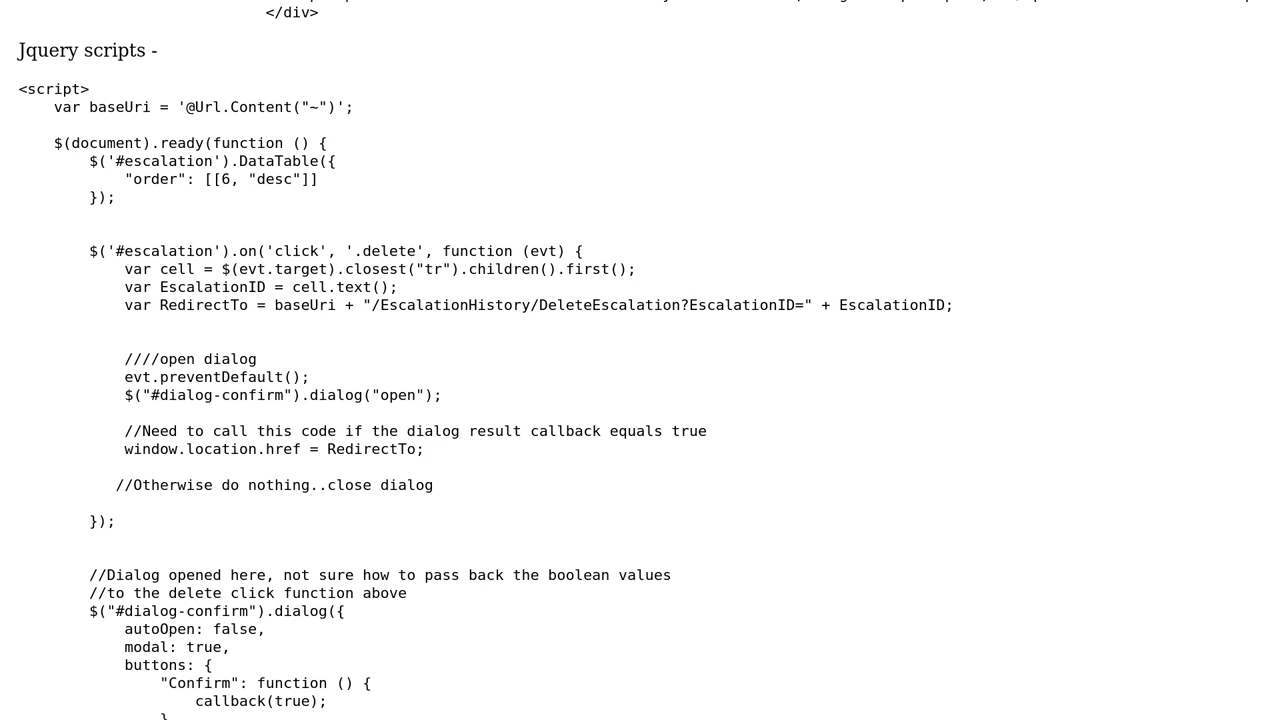 </div>
Jquery scripts -
<script>
    var baseUri = '@Url.Content("~")';
    $(document).ready(function () {
        $('#escalation').DataTable({
            "order": [[6, "desc"]]
        });
        $('#escalation').on('click', '.delete', function (evt) {
            var cell = $(evt.target).closest("tr").children().first();
            var EscalationID = cell.text();
            var RedirectTo = baseUri + "/EscalationHistory/DeleteEscalation?EscalationID=" + EscalationID;
            ////open dialog
            evt.preventDefault();
            $("#dialog-confirm").dialog("open");
            //Need to call this code if the dialog result callback equals true
            window.location.href = RedirectTo;
           //Otherwise do nothing..close dialog
        });
        //Dialog opened here, not sure how to pass back the boolean values
        //to the delete click function above
        $("#dialog-confirm").dialog({
            autoOpen: false,
            modal: true,
            buttons: {
                "Confirm": function () {
                    callback(true);
                }